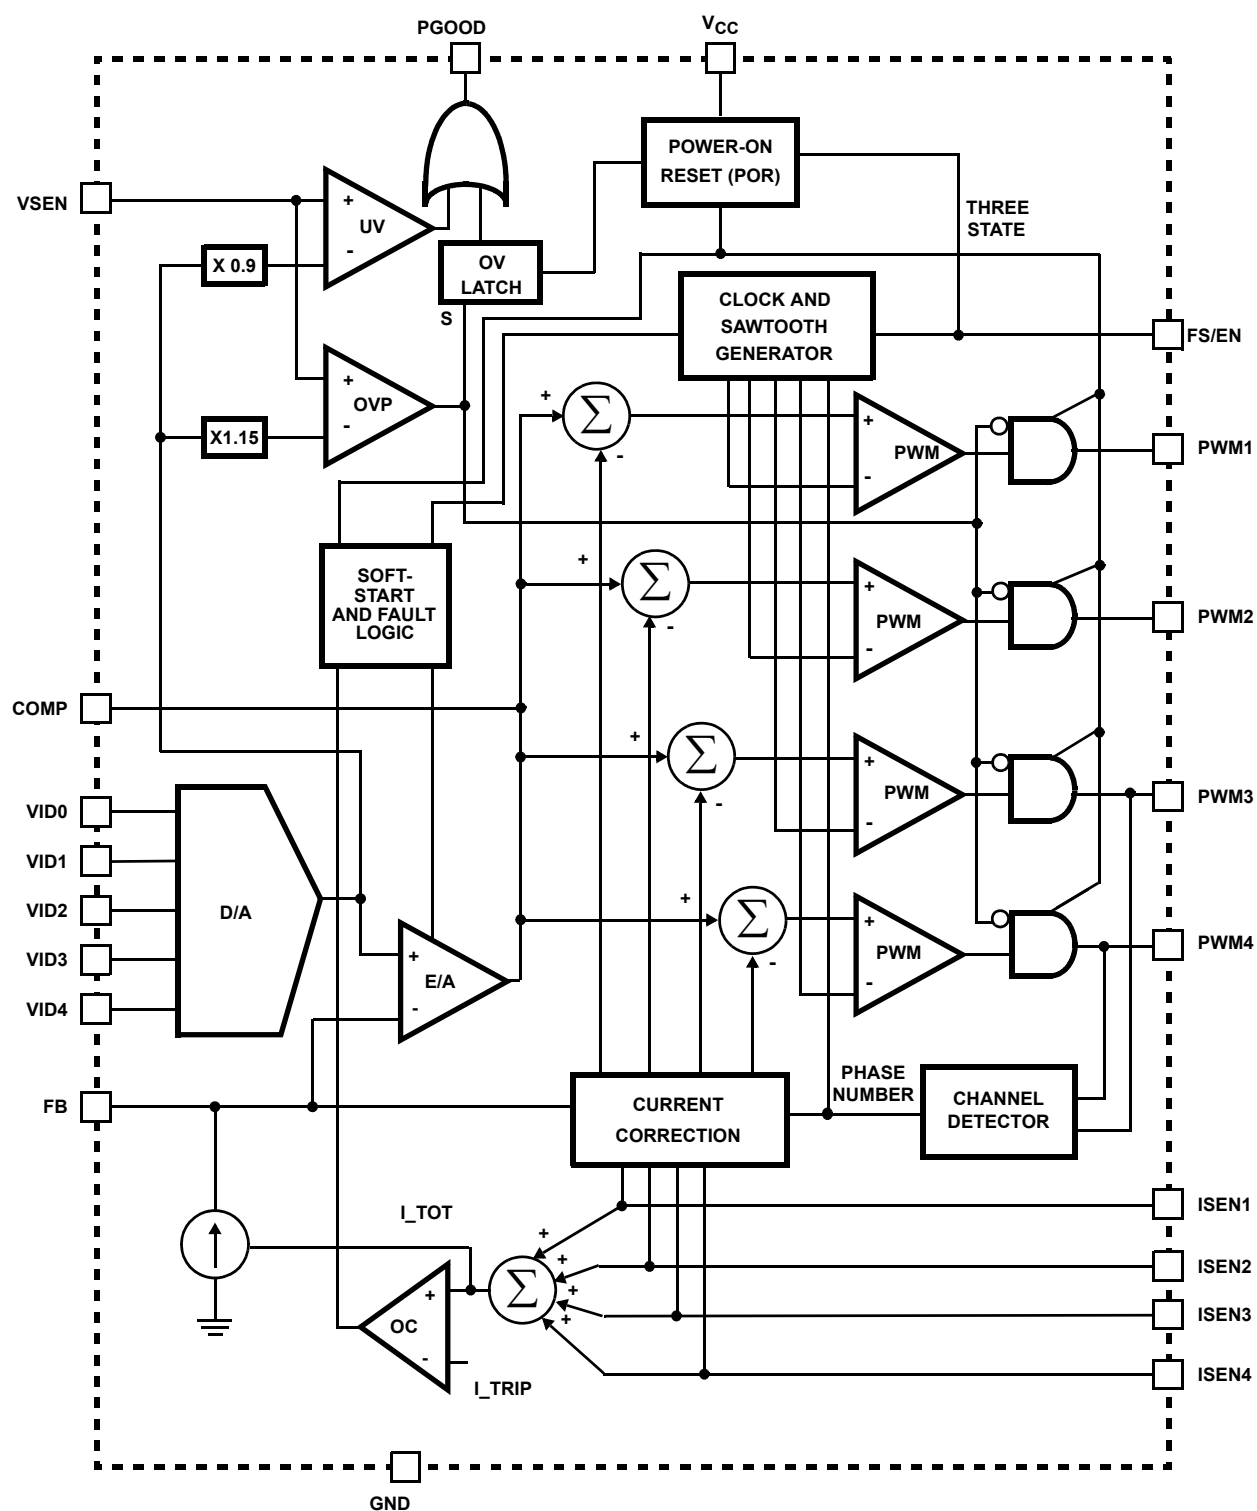 PGOOD
VCC
POWER-ON
RESET (POR)
VSEN
+
UV
-
THREE
STATE
X 0.9
OV
LATCH
S
CLOCK AND
SAWTOOTH
GENERATOR
FS/EN
+
OVP
-
X1.15
+
Σ
-
+
PWM
-
PWM1
SOFT-
START
AND FAULT
LOGIC
+
Σ
-
+
PWM
-
PWM2
COMP
+
Σ
-
+
PWM
-
PWM3
VID0
VID1
VID2
VID3
VID4
D/A
+
E/A
-
+
Σ
-
+
PWM
-
PWM4
FB
CURRENT
CORRECTION
PHASE
NUMBER
CHANNEL
DETECTOR
I_TOT
+
+
+
+
Σ
ISEN1
ISEN2
ISEN3
ISEN4
+
OC
-
I_TRIP
GND